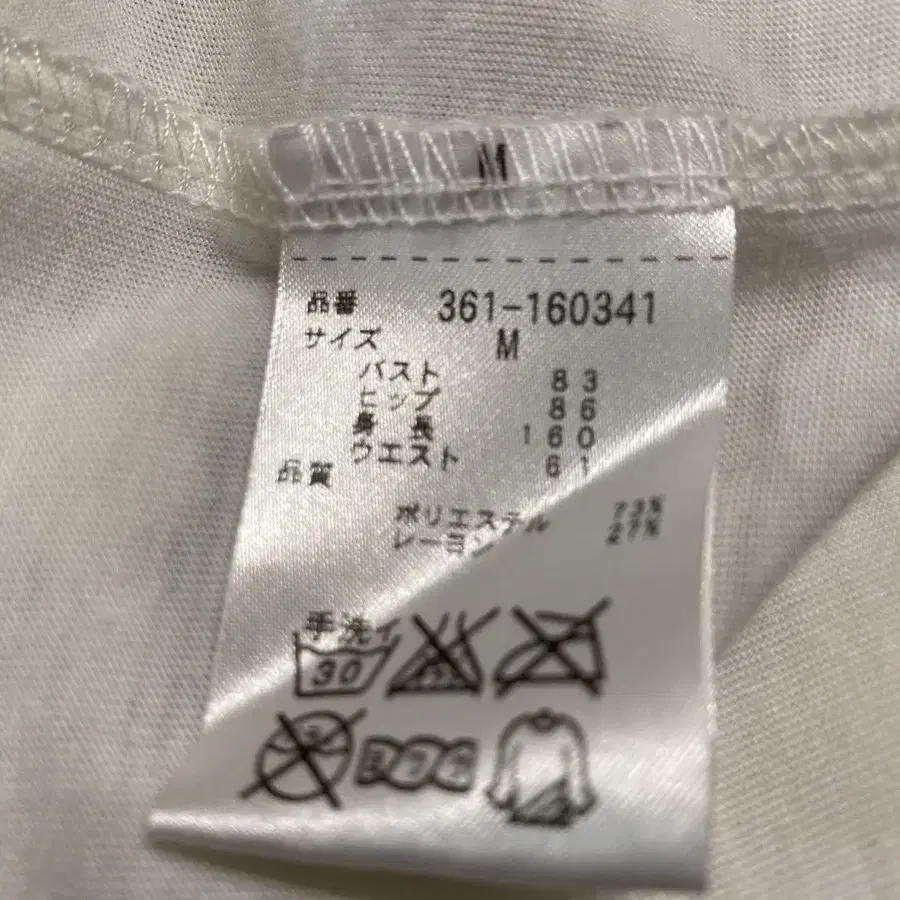 M
品番 361-160341
サイズ M
バスト 83
ヒップ 86
身長 160
ウエスト 61
品質
ポリエステル 73%
レーヨン 27%
手洗イ
30